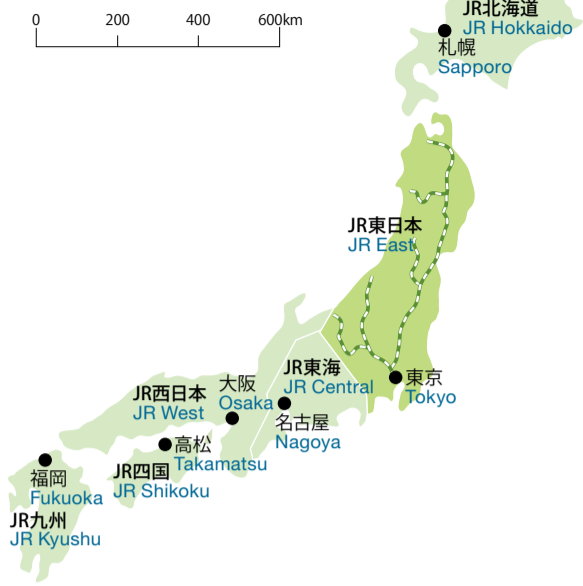 0 200 400 600km
JR北海道
JR Hokkaido
札幌
Sapporo
JR東日本
JR East
東京
Tokyo
JR東海
JR Central
大阪
Osaka
JR西日本
JR West
名古屋
Nagoya
高松
Takamatsu
JR四国
JR Shikoku
福岡
Fukuoka
JR九州
JR Kyushu